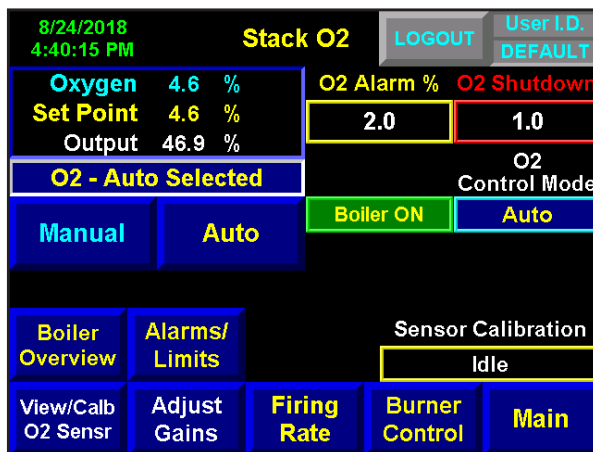 8/24/2018
4:40:15 PM
Stack O2
LOGOUT
User I.D.
DEFAULT
Oxygen 4.6 %
Set Point 4.6 %
Output 46.9 %
O2 Alarm %
O2 Shutdown
2.0
1.0
O2 - Auto Selected
O2
Control Mode
Manual
Auto
Boiler ON
Auto
Boiler
Overview
Alarms/
Limits
Sensor Calibration
Idle
View/Calb
O2 Sensr
Adjust
Gains
Firing
Rate
Burner
Control
Main